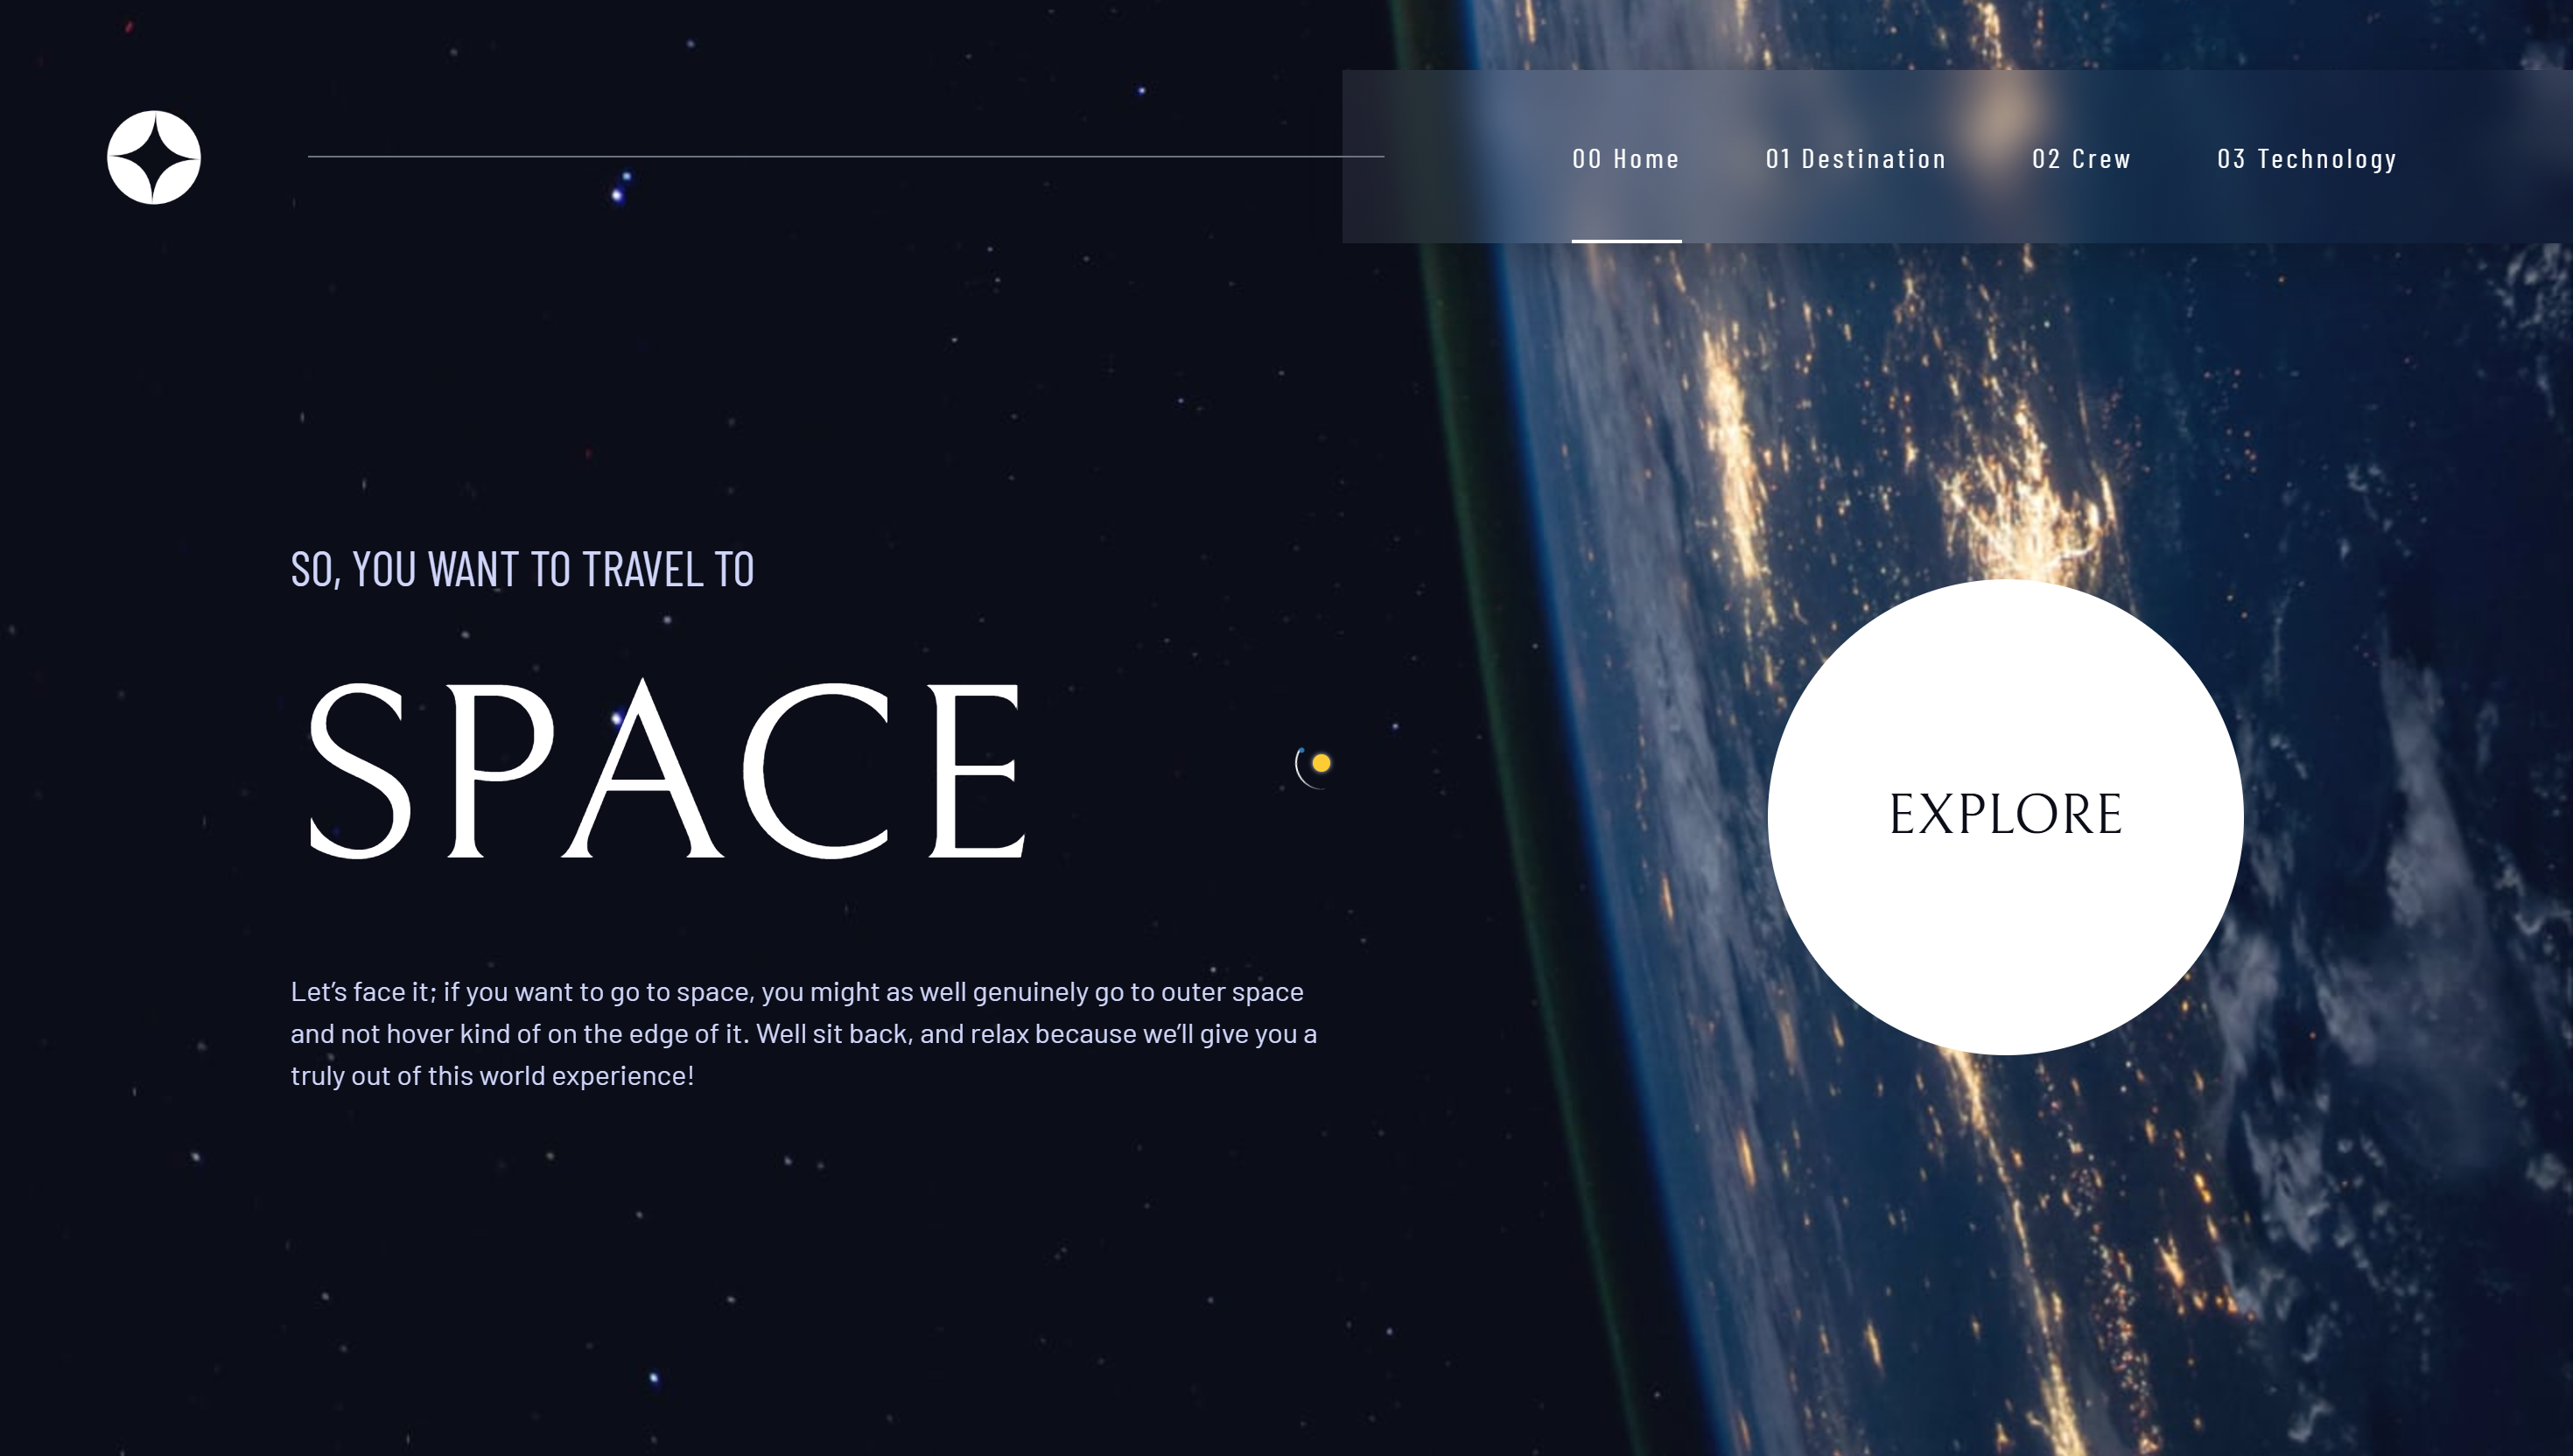 00 Home 01 Destination 02 Crew 03 Technology
SO, YOU WANT TO TRAVEL TO
SPACE
EXPLORE
Let’s face it; if you want to go to space, you might as well genuinely go to outer space
and not hover kind of on the edge of it. Well sit back, and relax because we’ll give you a
truly out of this world experience!